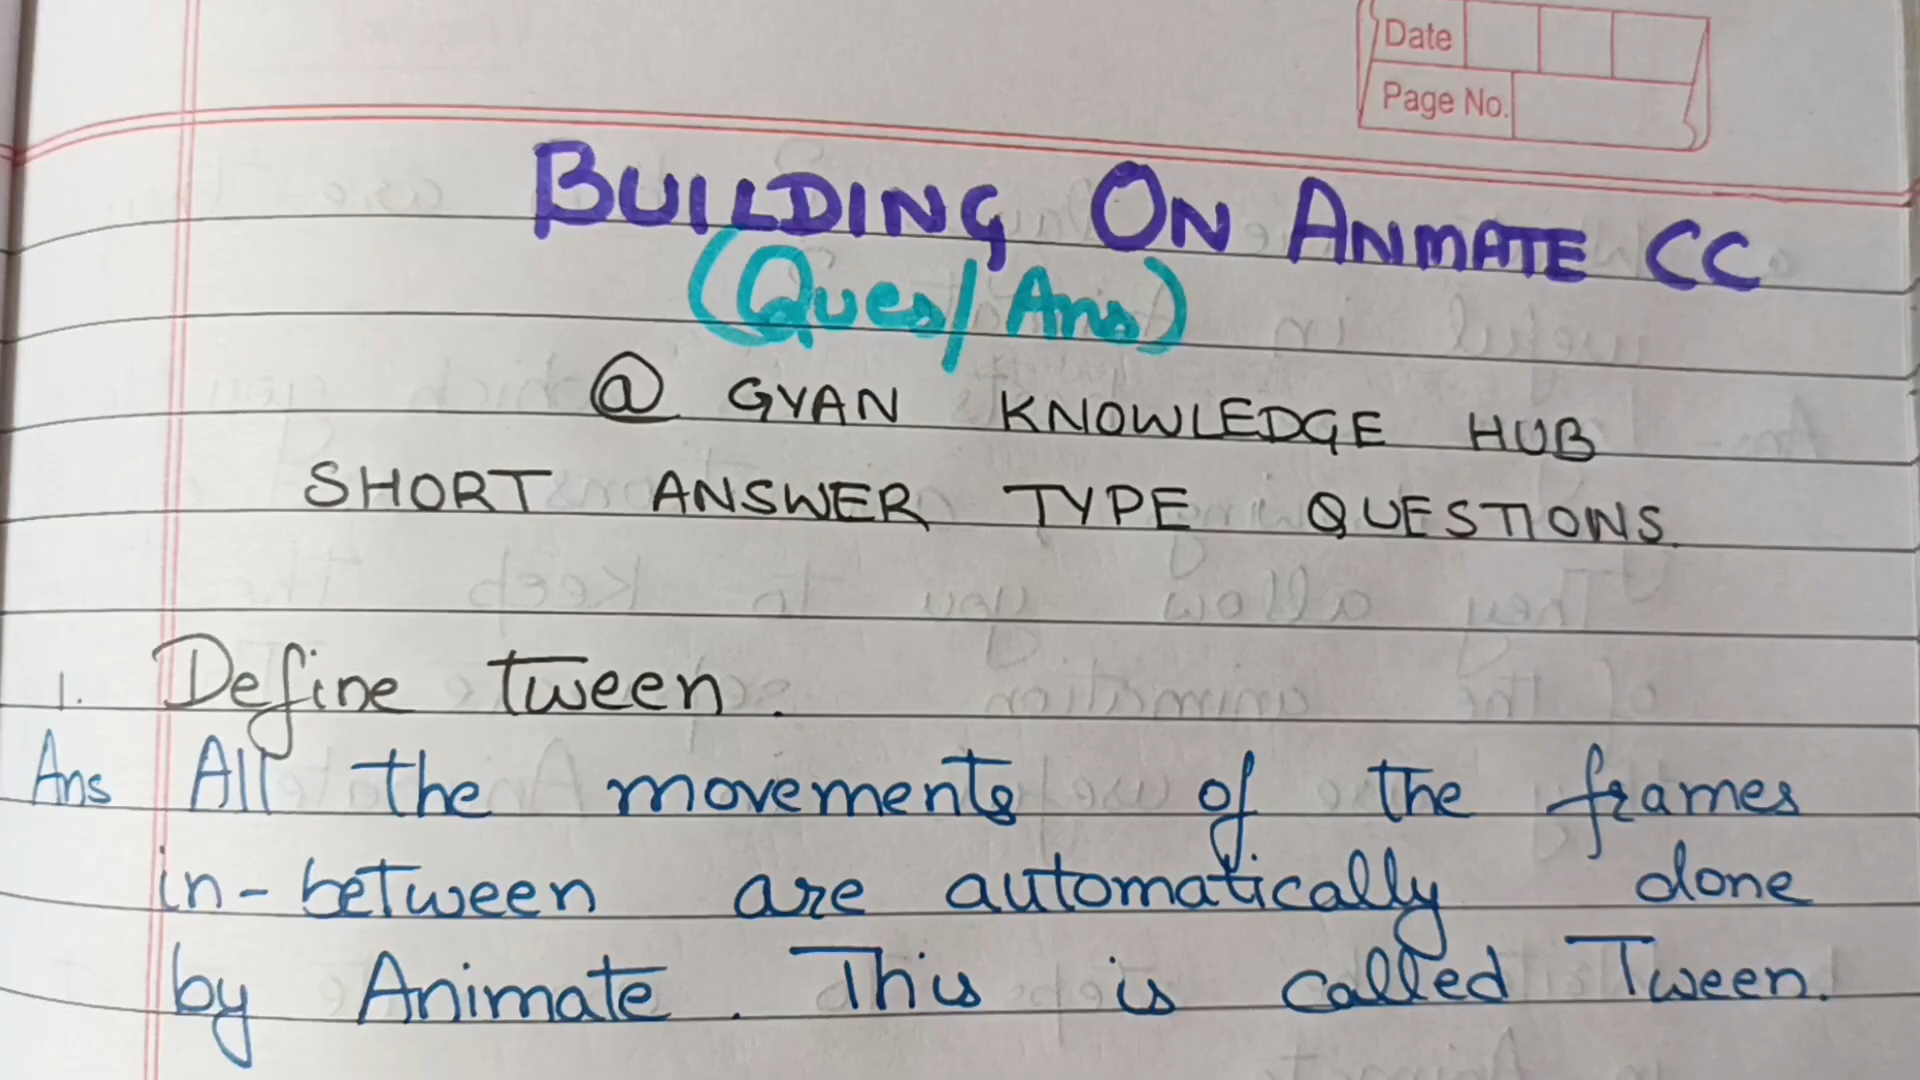 Date
Page No.
BUILDING ON ANIMATE CC
(Ques/Ans)
@ GYAN KNOWLEDGE HUB
SHORT ANSWER TYPE QUESTIONS.
1. Define tween.
Ans All the movements of the frames
in-between are automatically done
by Animate. This is called Tween.